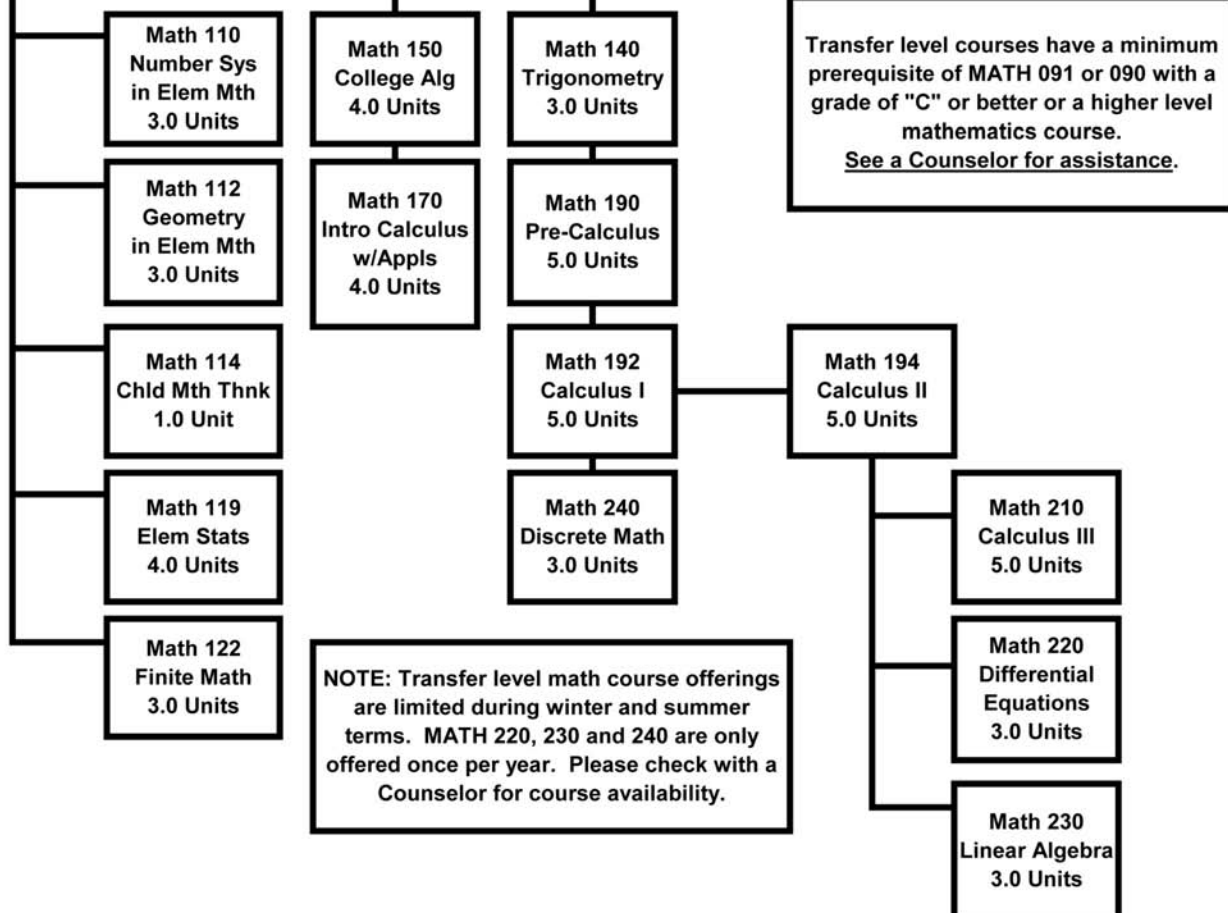 Math 110
Number Sys
in Elem Mth
3.0 Units
Math 150
College Alg
4.0 Units
Math 140
Trigonometry
3.0 Units
Transfer level courses have a minimum
prerequisite of MATH 091 or 090 with a
grade of "C" or better or a higher level
mathematics course.
See a Counselor for assistance.
Math 112
Geometry
in Elem Mth
3.0 Units
Math 170
Intro Calculus
w/Appls
4.0 Units
Math 190
Pre-Calculus
5.0 Units
Math 114
Chld Mth Thnk
1.0 Unit
Math 192
Calculus I
5.0 Units
Math 194
Calculus II
5.0 Units
Math 119
Elem Stats
4.0 Units
Math 240
Discrete Math
3.0 Units
Math 210
Calculus III
5.0 Units
Math 122
Finite Math
3.0 Units
NOTE: Transfer level math course offerings
are limited during winter and summer
terms. MATH 220, 230 and 240 are only
offered once per year. Please check with a
Counselor for course availability.
Math 220
Differential
Equations
3.0 Units
Math 230
Linear Algebra
3.0 Units